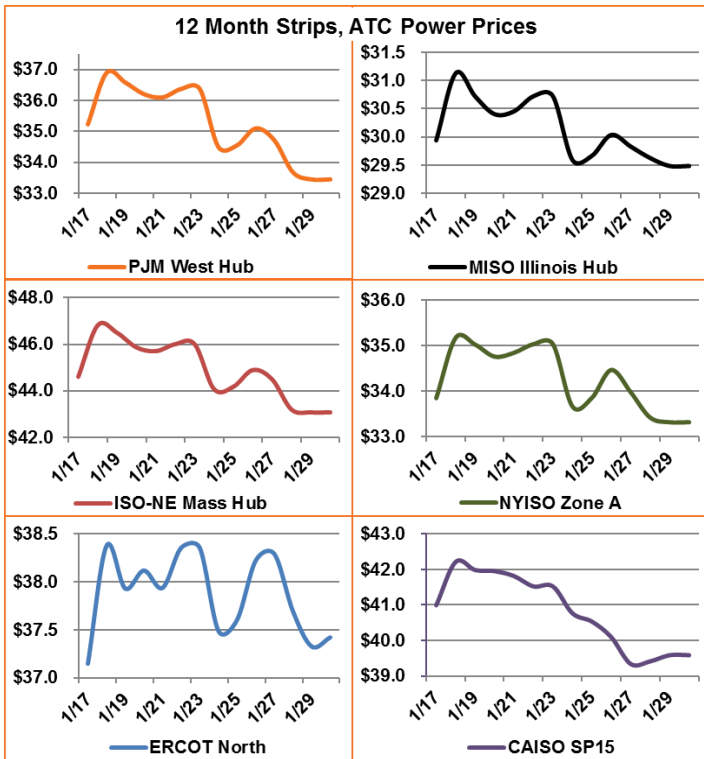 12 Month Strips, ATC Power Prices
$37.0
$36.0
$35.0
$34.0
$33.0
1/17 1/19 1/21 1/23 1/25 1/27 1/29
PJM West Hub
$31.5
$31.0
$30.5
$30.0
$29.5
$29.0
1/17 1/19 1/21 1/23 1/25 1/27 1/29
MISO Illinois Hub
$48.0
$46.0
$44.0
$42.0
1/17 1/19 1/21 1/23 1/25 1/27 1/29
ISO-NE Mass Hub
$36.0
$35.0
$34.0
$33.0
1/17 1/19 1/21 1/23 1/25 1/27 1/29
NYISO Zone A
$38.5
$38.0
$37.5
$37.0
1/17 1/19 1/21 1/23 1/25 1/27 1/29
ERCOT North
$43.0
$42.0
$41.0
$40.0
$39.0
1/17 1/19 1/21 1/23 1/25 1/27 1/29
CAISO SP15